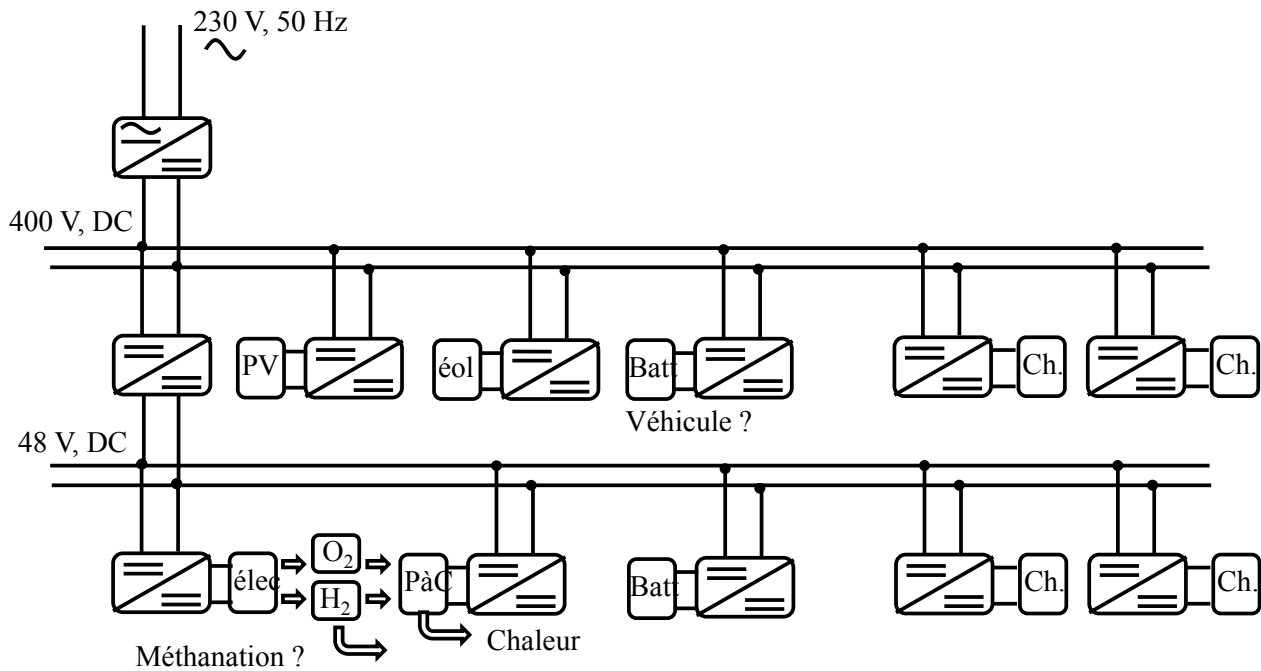 230 V, 50 Hz
400 V, DC
PV
éol
Batt
Ch.
Ch.
Véhicule ?
48 V, DC
élec
O₂
H₂
PàC
Batt
Ch.
Ch.
Chaleur
Méthanation ?